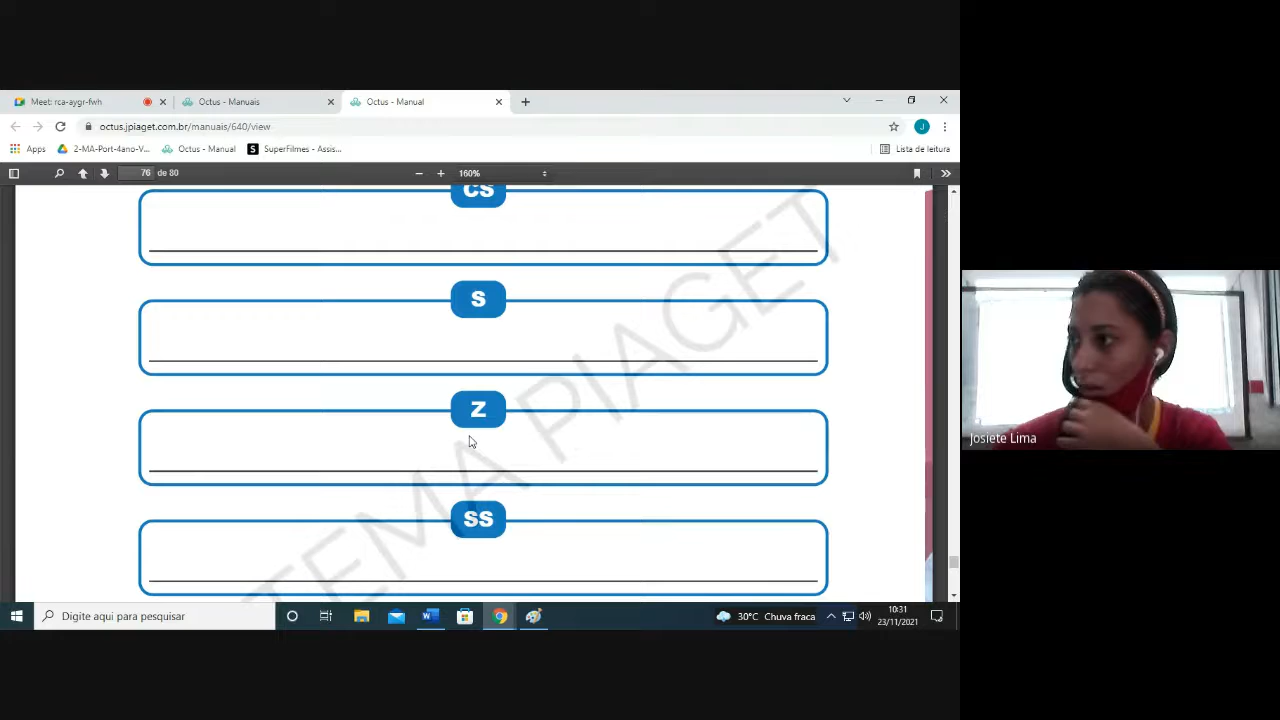 Meet: rca-aygr-fwh
Octus - Manuais
Octus - Manual
octus.jpiaget.com.br/manuais/640/view
J
Apps
2-MA-Port-4ano-V...
Octus - Manual
S
SuperFilmes - Assis...
Lista de leitura
76 de 80
160%
CS
S
Z
SS
TEMA PIAGET
Josiete Lima
Digite aqui para pesquisar
30°C Chuva fraca
10:31
23/11/2021